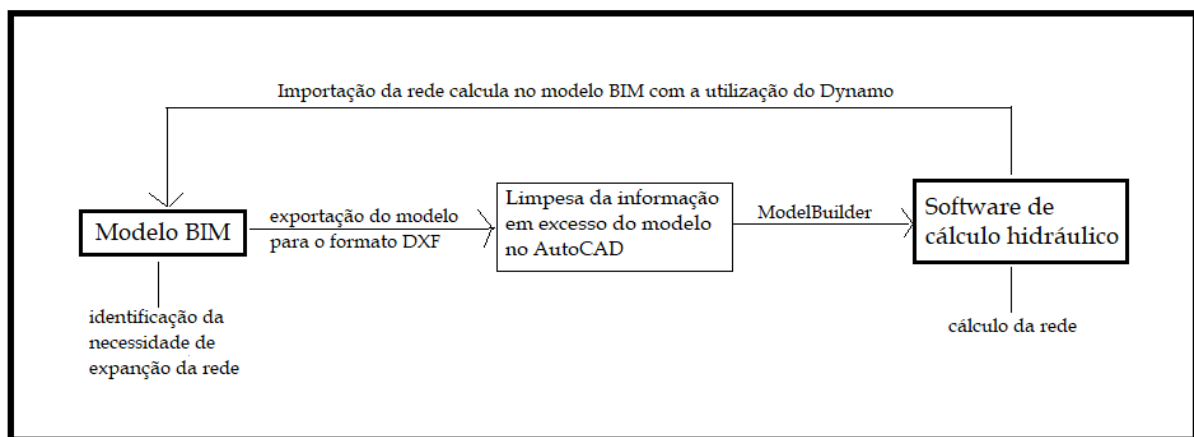 Importação da rede calcula no modelo BIM com a utilização do Dynamo
Modelo BIM
exportação do modelo
para o formato DXF
Limpesa da informação
em excesso do modelo
no AutoCAD
ModelBuilder
Software de
cálculo hidráulico
identificação da
necessidade de
expanção da rede
cálculo da rede